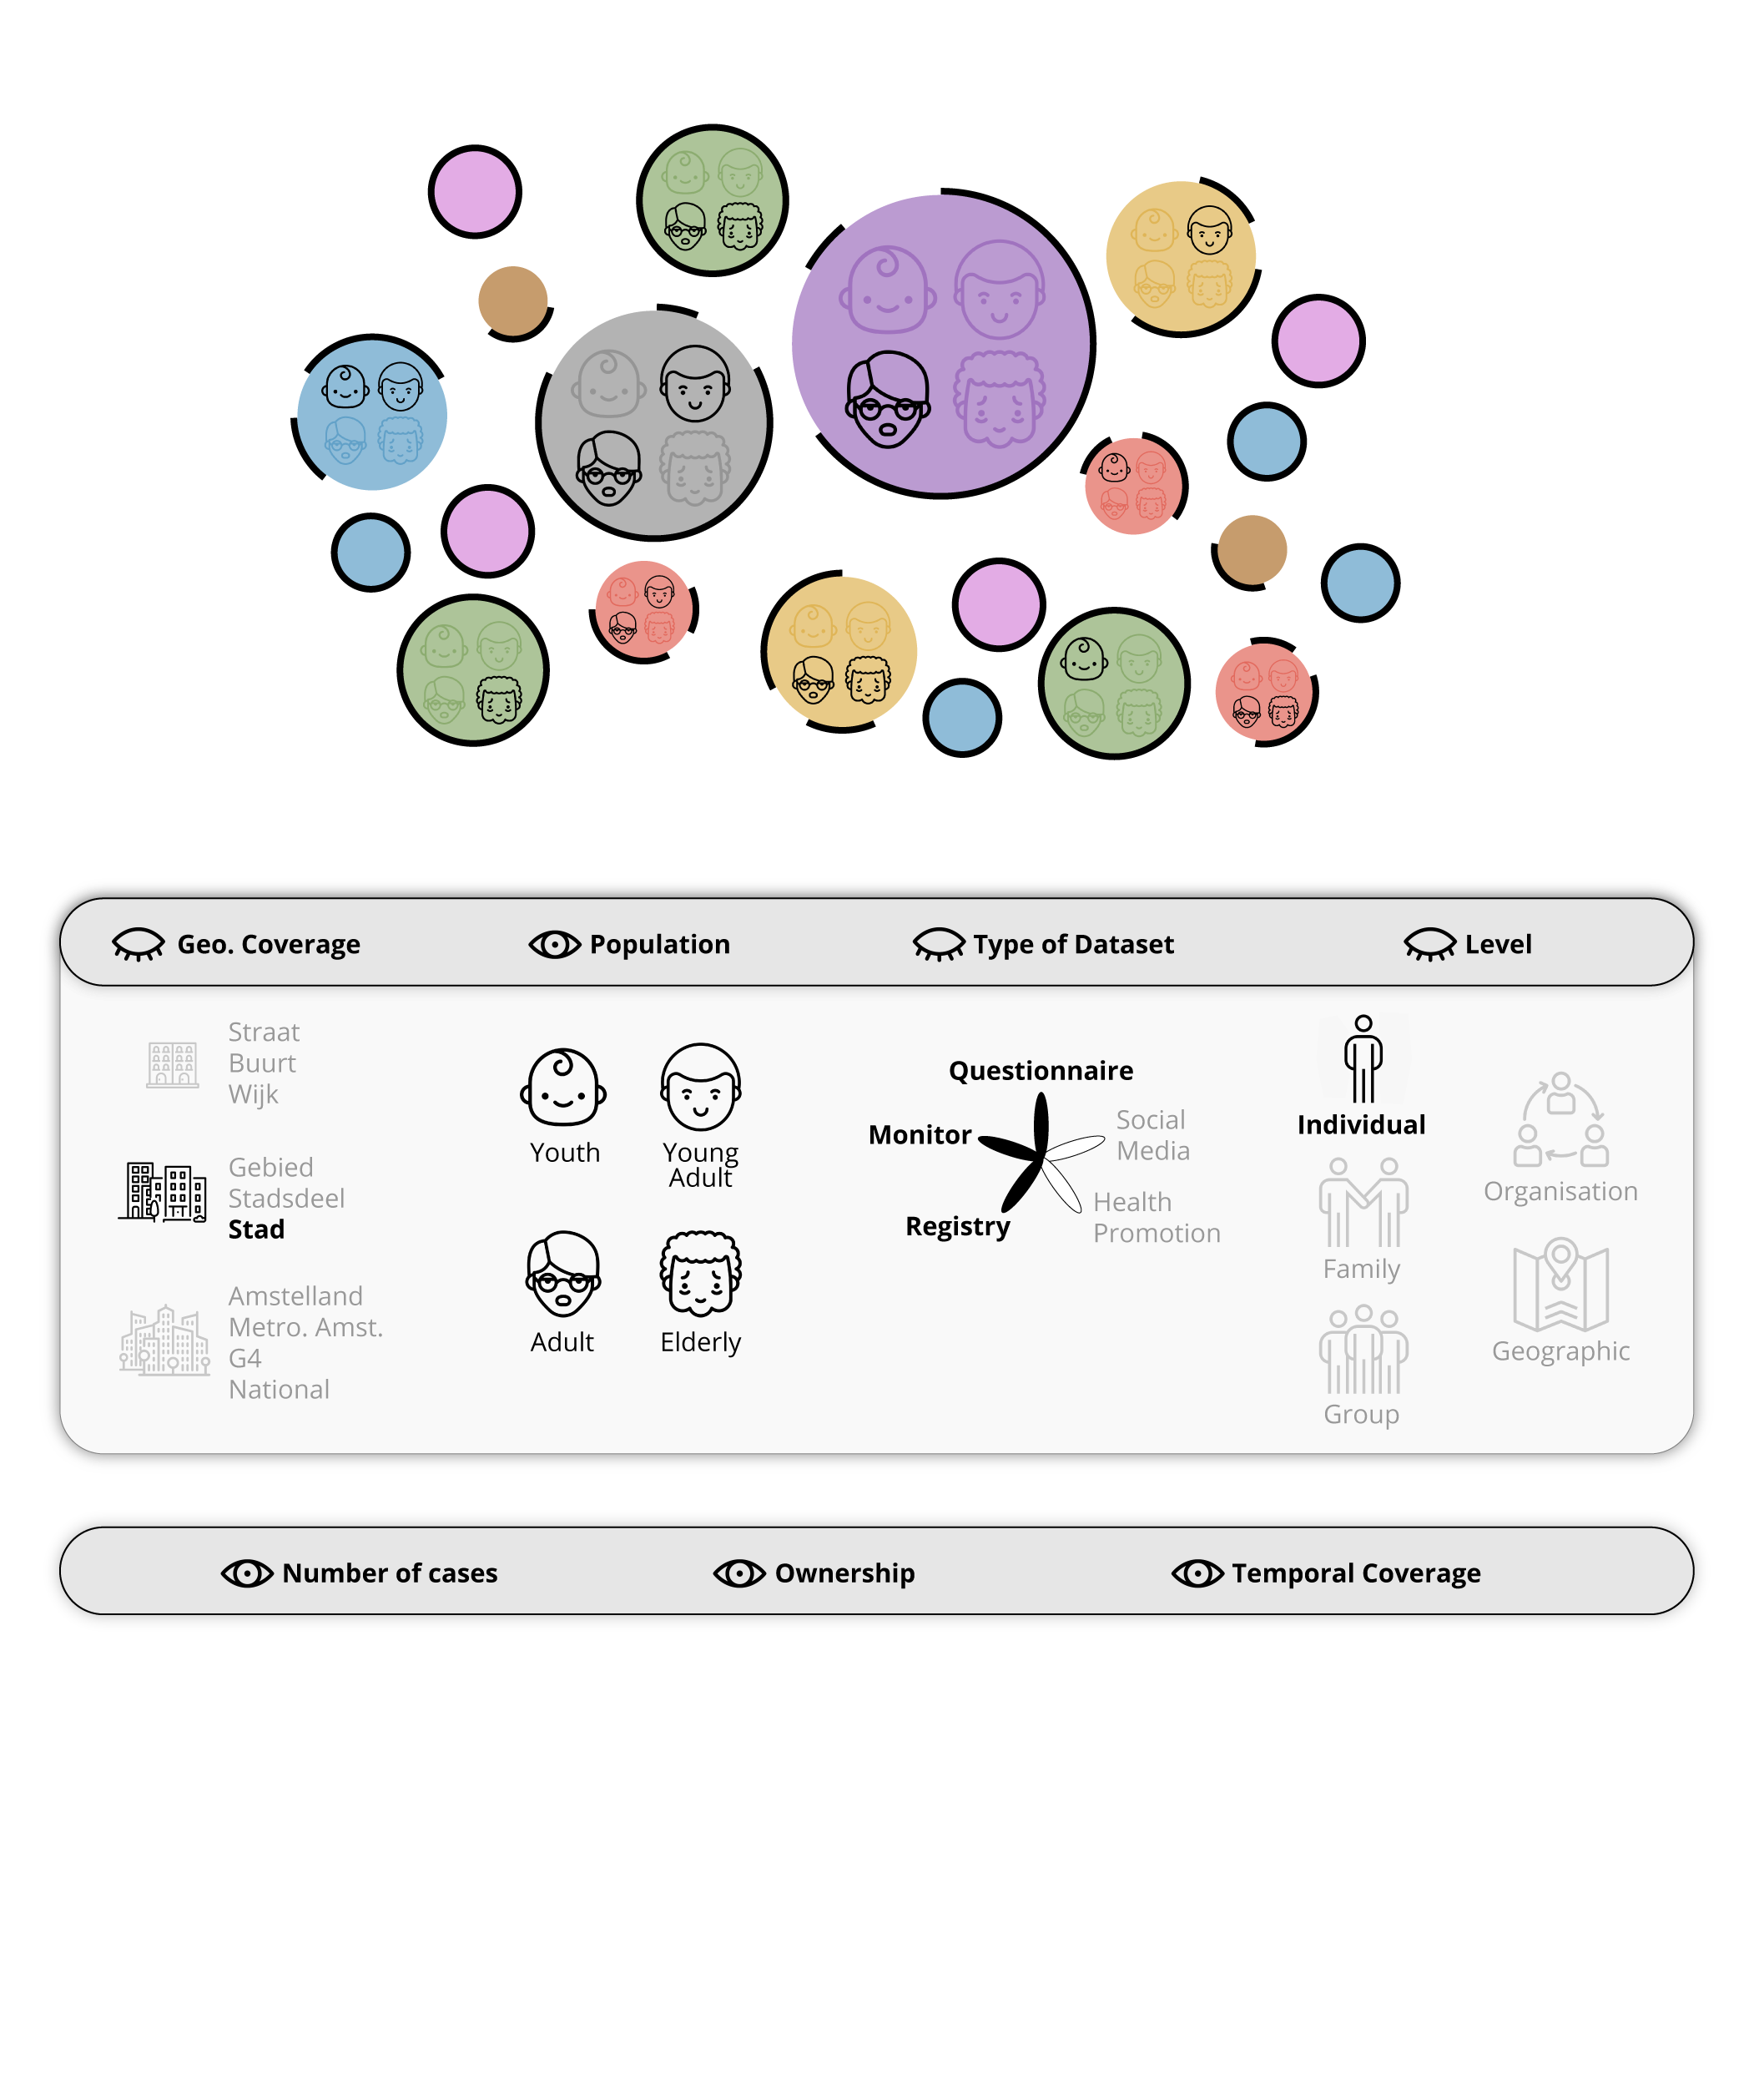 Geo. Coverage
Population
Type of Dataset
Level
Straat
Buurt
Wijk
Gebied
Stadsdeel
Stad
Amstelland
Metro. Amst.
G4
National
Youth
Young
Adult
Adult
Elderly
Questionnaire
Monitor
Social
Media
Registry
Health
Promotion
Individual
Family
Group
Organisation
Geographic
Number of cases
Ownership
Temporal Coverage